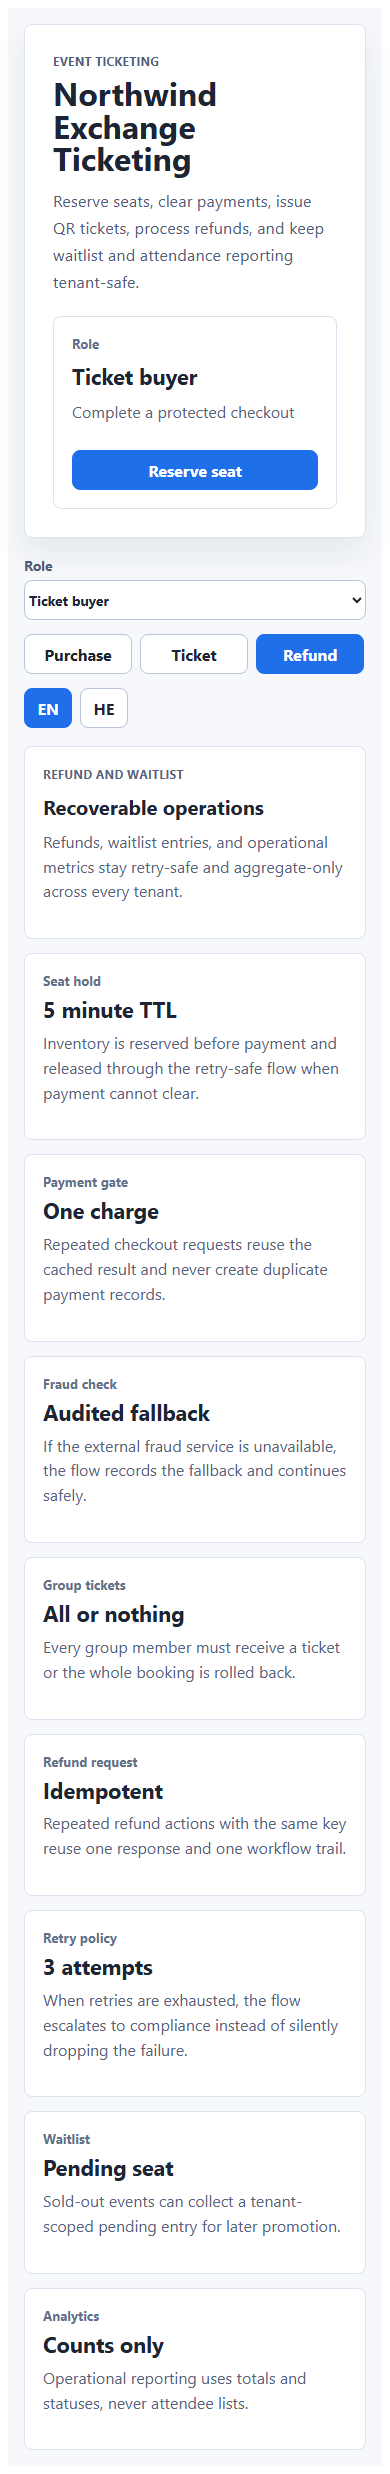 EVENT TICKETING
Northwind
Exchange
Ticketing
Reserve seats, clear payments, issue
QR tickets, process refunds, and keep
waitlist and attendance reporting
tenant-safe.
Role
Ticket buyer
Complete a protected checkout
Reserve seat
Role
Ticket buyer
Purchase Ticket Refund
EN HE
REFUND AND WAITLIST
Recoverable operations
Refunds, waitlist entries, and operational
metrics stay retry-safe and aggregate-only
across every tenant.
Seat hold
5 minute TTL
Inventory is reserved before payment and
released through the retry-safe flow when
payment cannot clear.
Payment gate
One charge
Repeated checkout requests reuse the
cached result and never create duplicate
payment records.
Fraud check
Audited fallback
If the external fraud service is unavailable,
the flow records the fallback and continues
safely.
Group tickets
All or nothing
Every group member must receive a ticket
or the whole booking is rolled back.
Refund request
Idempotent
Repeated refund actions with the same key
reuse one response and one workflow trail.
Retry policy
3 attempts
When retries are exhausted, the flow
escalates to compliance instead of silently
dropping the failure.
Waitlist
Pending seat
Sold-out events can collect a tenant-
scoped pending entry for later promotion.
Analytics
Counts only
Operational reporting uses totals and
statuses, never attendee lists.